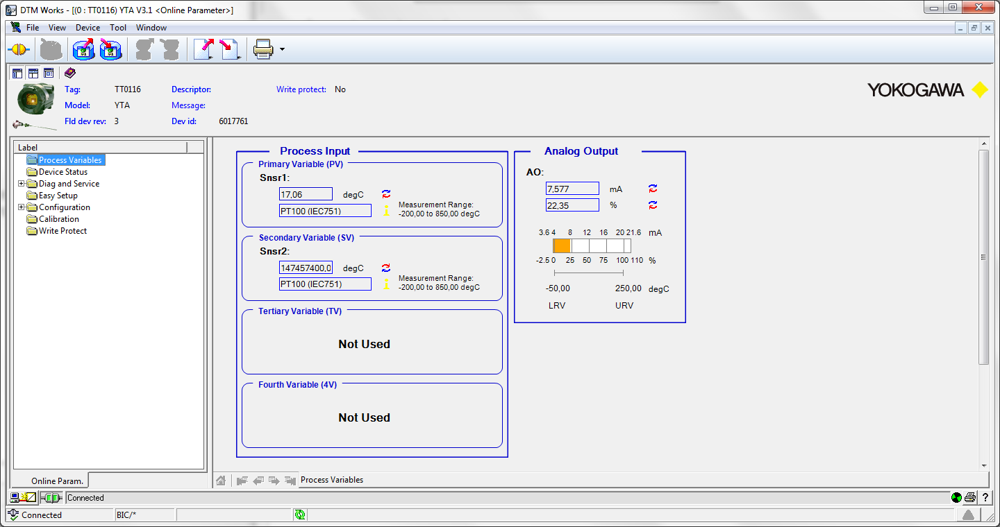 DTM Works - [(0 : TT0116) YTA V3.1 <Online Parameter>]
File View Device Tool Window
Tag: TT0116 Descriptor: Write protect: No
Model: YTA Message:
Fld dev rev: 3 Dev id: 6017761
YOKOGAWA
Label
Process Variables
Device Status
Diag and Service
Easy Setup
Configuration
Calibration
Write Protect
Online Param.
Process Input
Primary Variable (PV)
Snsr1:
17,06 degC
PT100 (IEC751)
Measurement Range:
-200,00 to 850,00 degC
Secondary Variable (SV)
Snsr2:
147457400,0 degC
PT100 (IEC751)
Measurement Range:
-200,00 to 850,00 degC
Tertiary Variable (TV)
Not Used
Fourth Variable (4V)
Not Used
Analog Output
AO:
7,577 mA
22,35 %
3.6 4 8 12 16 20 21.6 mA
-2.5 0 25 50 75 100 110 %
-50,00 250,00 degC
LRV URV
Process Variables
Connected
Connected BIC/*